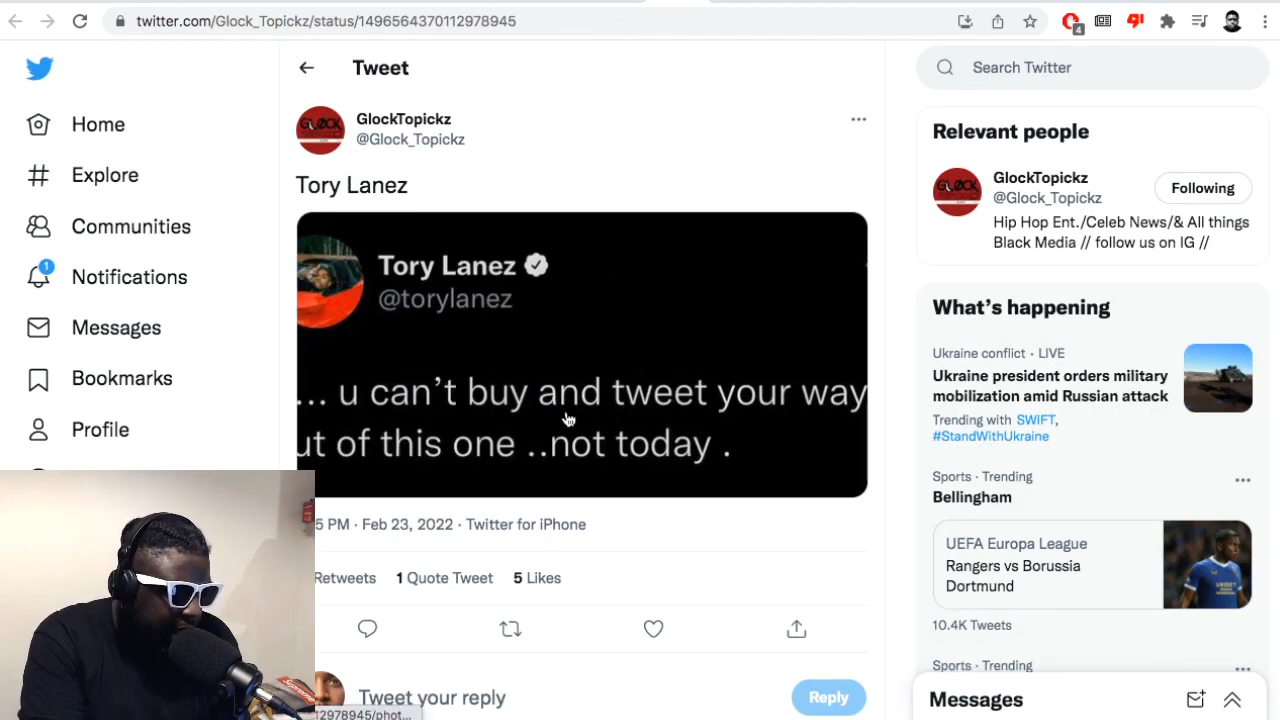 twitter.com/Glock_Topickz/status/1496564370112978945
4
Home
Explore
Communities
1
Notifications
Messages
Bookmarks
Profile
Tweet
GLOCK
GlockTopickz
@Glock_Topickz
Tory Lanez
Tory Lanez
@torylanez
... u can't buy and tweet your way
ut of this one ..not today .
5 PM · Feb 23, 2022 · Twitter for iPhone
Retweets 1 Quote Tweet 5 Likes
Tweet your reply
Reply
12978945/phot...
Supreme
Search Twitter
Relevant people
GLOCK
GlockTopickz
@Glock_Topickz
Following
Hip Hop Ent./Celeb News/& All things
Black Media // follow us on IG //
What's happening
Ukraine conflict · LIVE
Ukraine president orders military
mobilization amid Russian attack
Trending with SWIFT,
#StandWithUkraine
Sports · Trending
Bellingham
UEFA Europa League
Rangers vs Borussia
Dortmund
10.4K Tweets
Sports · Trending
Messages